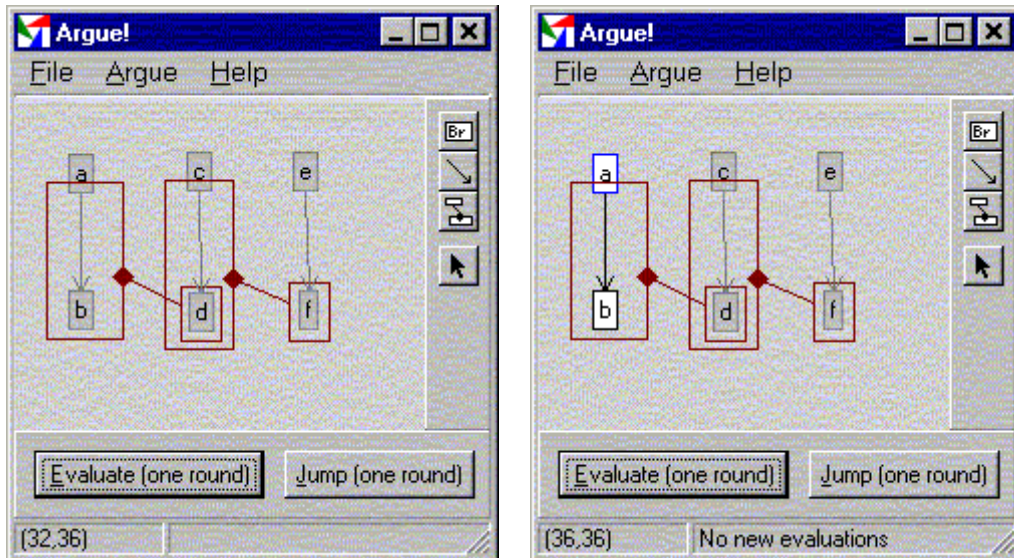 Argue!
File Argue Help
Br
a c e
b d f
Evaluate (one round) Jump (one round)
(32,36)
Argue!
File Argue Help
Br
a c e
b d f
Evaluate (one round) Jump (one round)
(36,36) No new evaluations